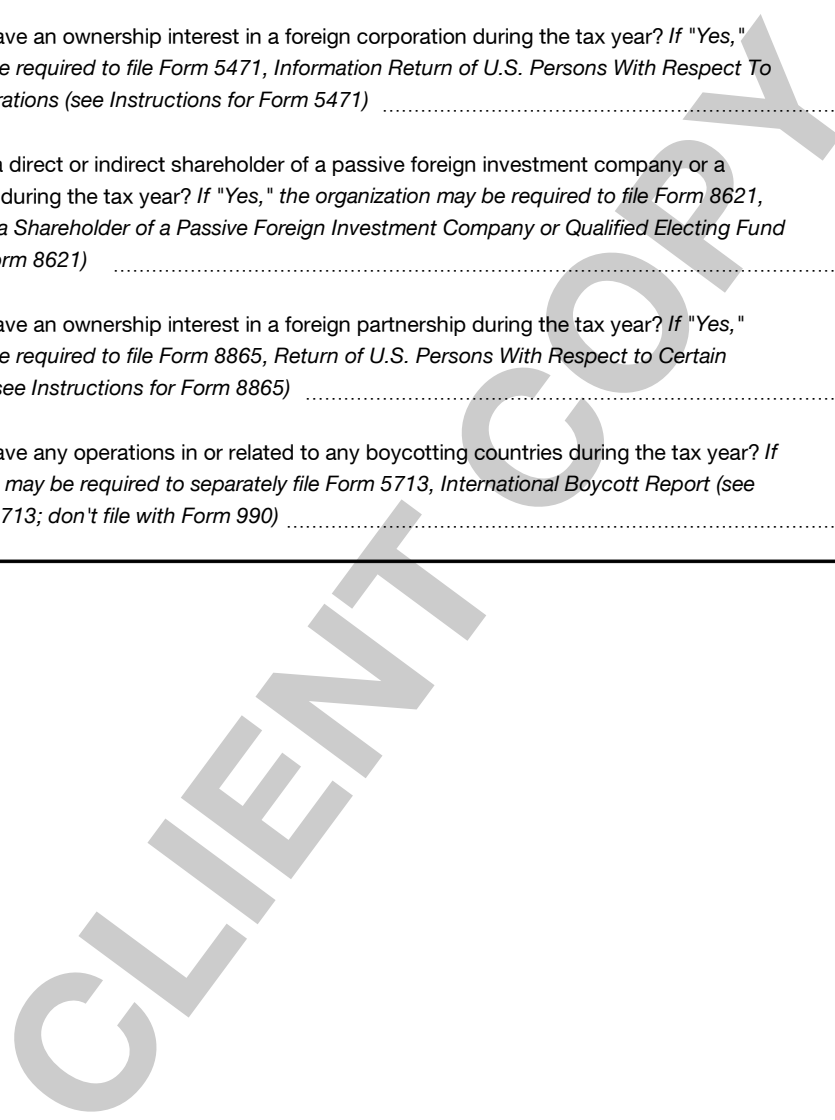 ave an ownership interest in a foreign corporation during the tax year? If "Yes,"
e required to file Form 5471, Information Return of U.S. Persons With Respect To
rations (see Instructions for Form 5471)
a direct or indirect shareholder of a passive foreign investment company or a
during the tax year? If "Yes," the organization may be required to file Form 8621,
a Shareholder of a Passive Foreign Investment Company or Qualified Electing Fund
orm 8621)
ave an ownership interest in a foreign partnership during the tax year? If "Yes,"
e required to file Form 8865, Return of U.S. Persons With Respect to Certain
see Instructions for Form 8865)
ave any operations in or related to any boycotting countries during the tax year? If
may be required to separately file Form 5713, International Boycott Report (see
713; don't file with Form 990)
CLIENT COPY